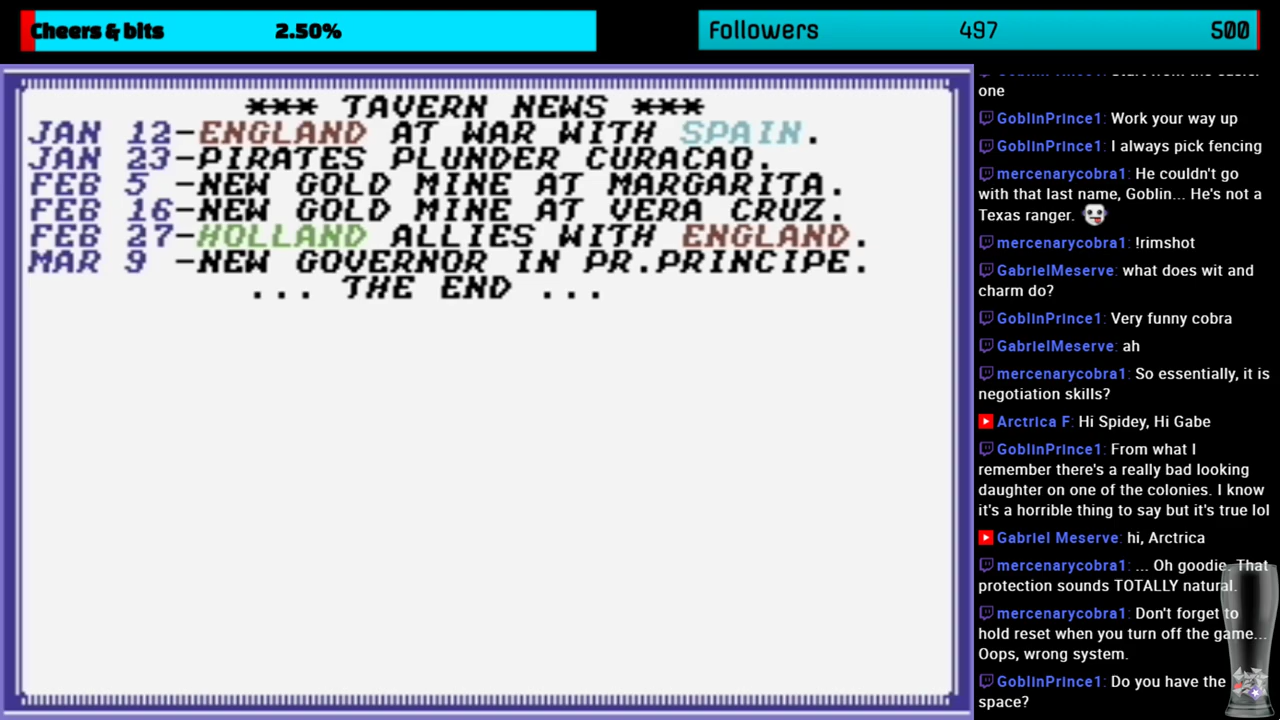 Cheers & bits 2.50%
Followers 497 500
*** TAVERN NEWS ***
JAN 12-ENGLAND AT WAR WITH SPAIN.
JAN 23-PIRATES PLUNDER CURACAO.
FEB 5 -NEW GOLD MINE AT MARGARITA.
FEB 16-NEW GOLD MINE AT VERA CRUZ.
FEB 27-HOLLAND ALLIES WITH ENGLAND.
MAR 9 -NEW GOVERNOR IN PR.PRINCIPE.
... THE END ...
one
GoblinPrince1: Work your way up
GoblinPrince1: I always pick fencing
mercenarycobra1: He couldn't go
with that last name, Goblin... He's not a
Texas ranger.
mercenarycobra1: !rimshot
GabrielMeserve: what does wit and
charm do?
GoblinPrince1: Very funny cobra
GabrielMeserve: ah
mercenarycobra1: So essentially, it is
negotiation skills?
Arctrica F: Hi Spidey, Hi Gabe
GoblinPrince1: From what I
remember there's a really bad looking
daughter on one of the colonies. I know
it's a horrible thing to say but it's true lol
Gabriel Meserve: hi, Arctrica
mercenarycobra1: ... Oh goodie. That
protection sounds TOTALLY natural.
mercenarycobra1: Don't forget to
hold reset when you turn off the game...
Oops, wrong system.
GoblinPrince1: Do you have the
space?